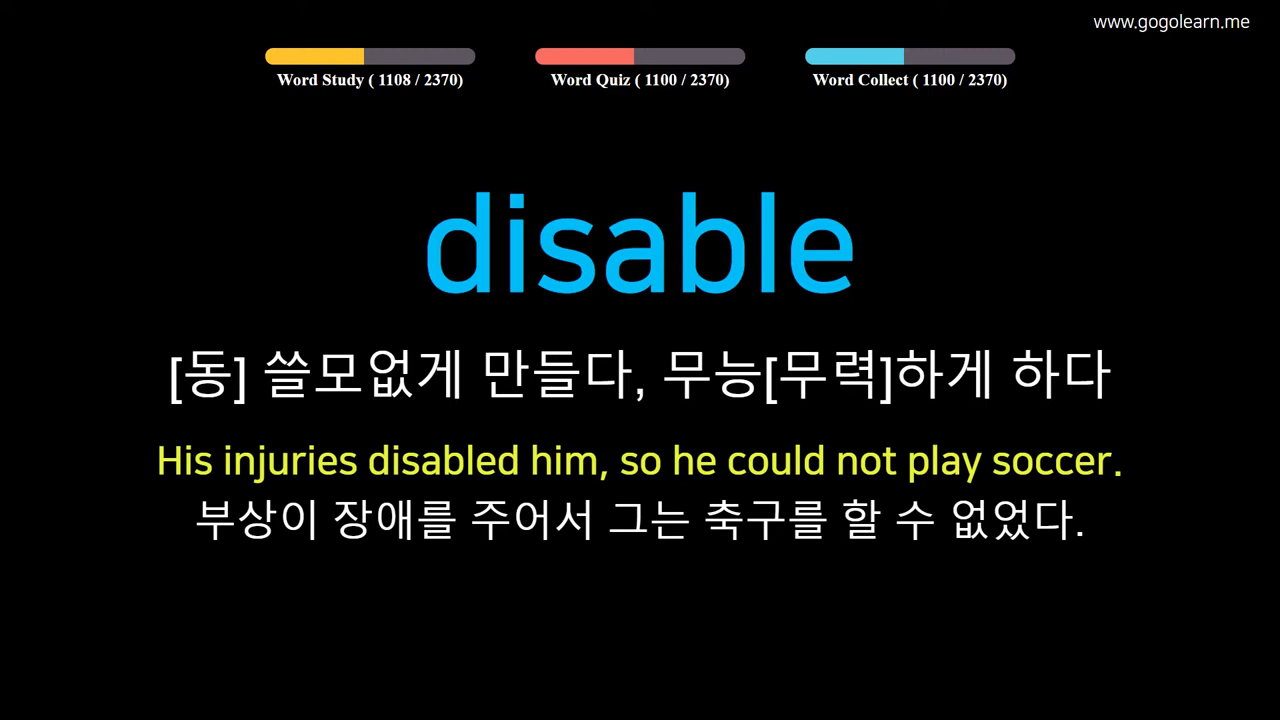 www.gogolearn.me
Word Study ( 1108 / 2370)
Word Quiz ( 1100 / 2370)
Word Collect ( 1100 / 2370)
disable
[동] 쓸모없게 만들다, 무능[무력]하게 하다
His injuries disabled him, so he could not play soccer.
부상이 장애를 주어서 그는 축구를 할 수 없었다.